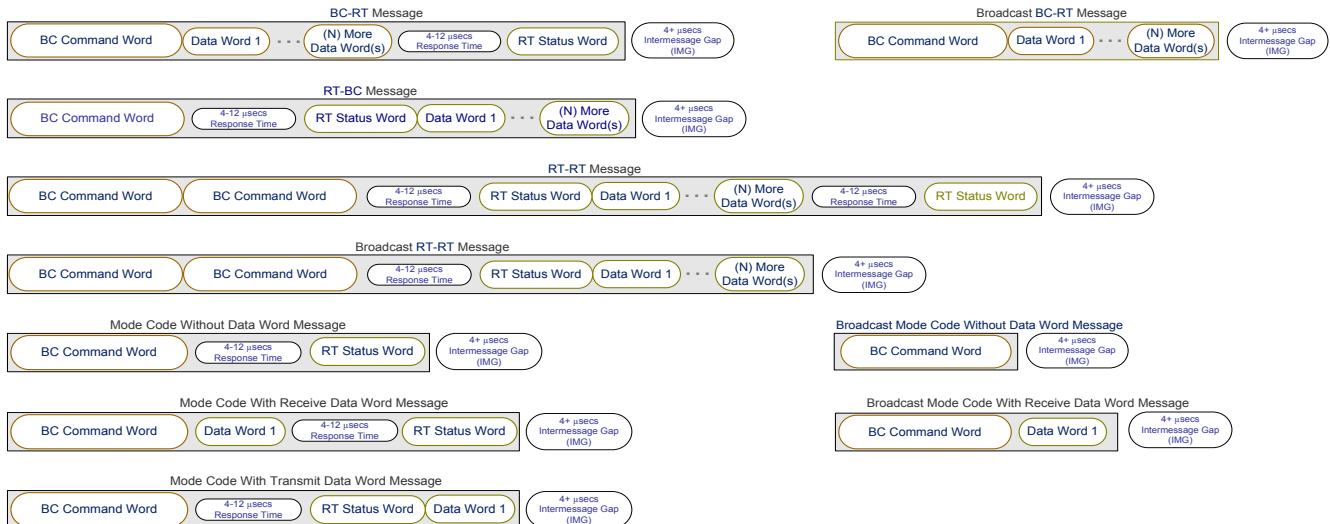 BC-RT Message
BC Command Word Data Word 1 (N) More Data Word(s) 4-12 µsecs Response Time RT Status Word 4+ µsecs Intermessage Gap (IMG)
Broadcast BC-RT Message
BC Command Word Data Word 1 (N) More Data Word(s) 4+ µsecs Intermessage Gap (IMG)
RT-BC Message
BC Command Word 4-12 µsecs Response Time RT Status Word Data Word 1 (N) More Data Word(s) 4+ µsecs Intermessage Gap (IMG)
RT-RT Message
BC Command Word BC Command Word 4-12 µsecs Response Time RT Status Word Data Word 1 (N) More Data Word(s) 4-12 µsecs Response Time RT Status Word 4+ µsecs Intermessage Gap (IMG)
Broadcast RT-RT Message
BC Command Word BC Command Word 4-12 µsecs Response Time RT Status Word Data Word 1 (N) More Data Word(s) 4+ µsecs Intermessage Gap (IMG)
Mode Code Without Data Word Message
BC Command Word 4-12 µsecs Response Time RT Status Word 4+ µsecs Intermessage Gap (IMG)
Broadcast Mode Code Without Data Word Message
BC Command Word 4+ µsecs Intermessage Gap (IMG)
Mode Code With Receive Data Word Message
BC Command Word Data Word 1 4-12 µsecs Response Time RT Status Word 4+ µsecs Intermessage Gap (IMG)
Broadcast Mode Code With Receive Data Word Message
BC Command Word Data Word 1 4+ µsecs Intermessage Gap (IMG)
Mode Code With Transmit Data Word Message
BC Command Word 4-12 µsecs Response Time RT Status Word Data Word 1 4+ µsecs Intermessage Gap (IMG)